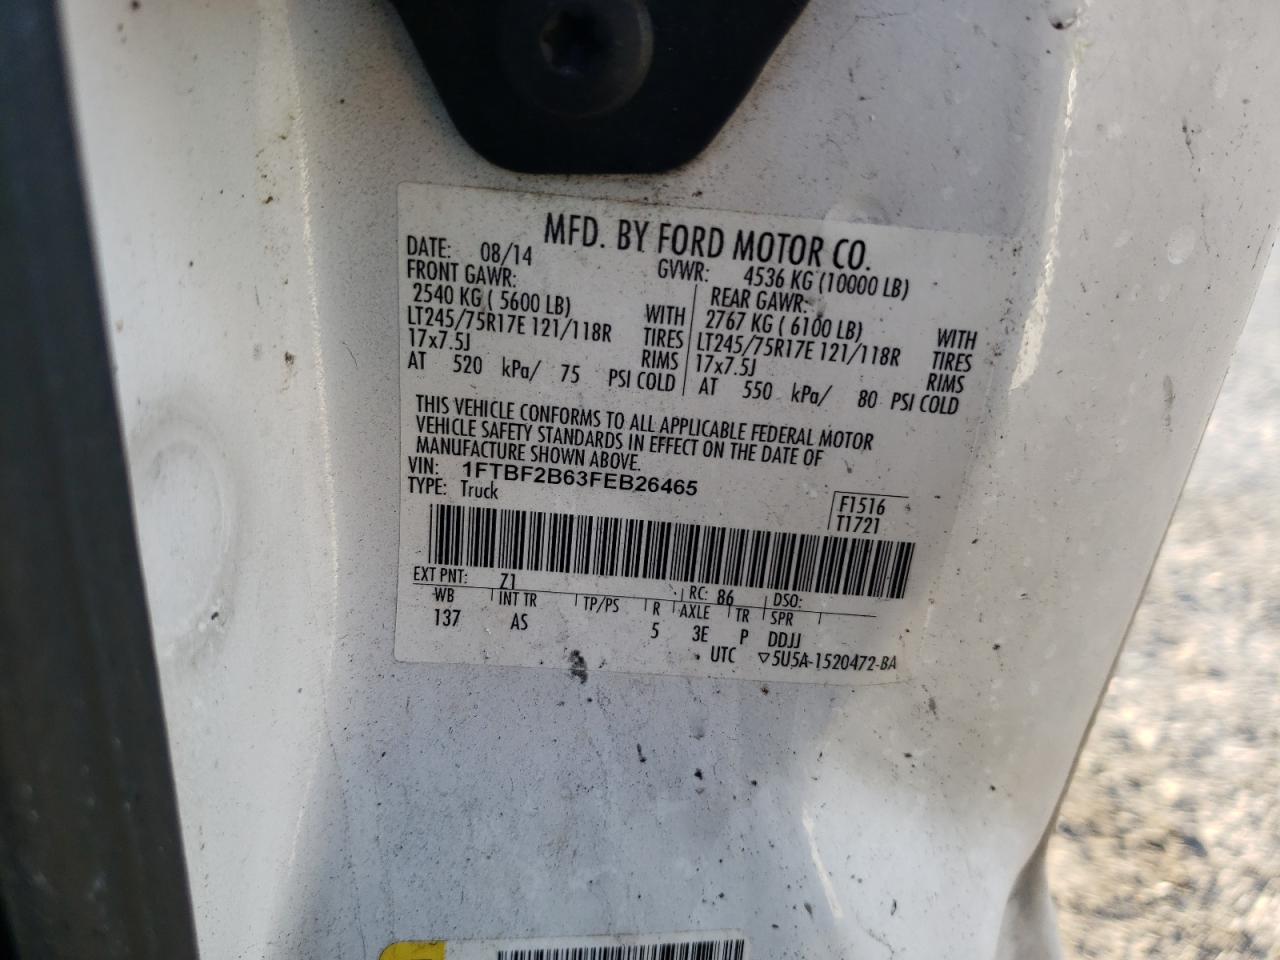 MFD. BY FORD MOTOR CO.
DATE: 08/14 GVWR: 4536 KG (10000 LB)
FRONT GAWR: REAR GAWR:
2540 KG ( 5600 LB) WITH 2767 KG ( 6100 LB) WITH
LT245/75R17E 121/118R TIRES LT245/75R17E 121/118R TIRES
17x7.5J RIMS 17x7.5J RIMS
AT 520 kPa/ 75 PSI COLD AT 550 kPa/ 80 PSI COLD
THIS VEHICLE CONFORMS TO ALL APPLICABLE FEDERAL MOTOR
VEHICLE SAFETY STANDARDS IN EFFECT ON THE DATE OF
MANUFACTURE SHOWN ABOVE.
VIN: 1FTBF2B63FEB26465
TYPE: Truck
F1516
T1721
EXT PNT: Z1 RC: 86 DSO:
WB INT TR TP/PS R AXLE TR SPR
137 AS 5 3E P DDJJ
UTC ▽5U5A-1520472-BA